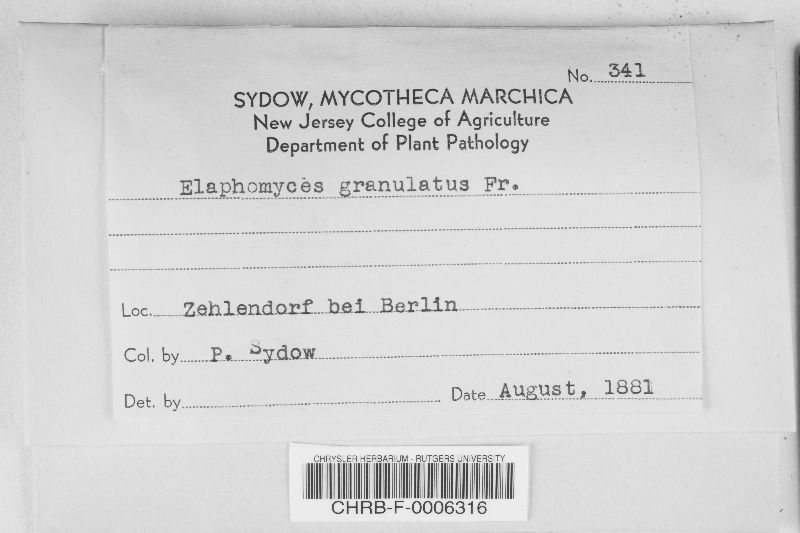 No. 341
SYDOW, MYCOTHECA MARCHICA
New Jersey College of Agriculture
Department of Plant Pathology
Elaphomyces granulatus Fr.
Loc. Zehlendorf bei Berlin
Col. by P. Sydow
Det. by
Date August, 1881
CHRYSLER HERBARIUM - RUTGERS UNIVERSITY
CHRB-F-0006316